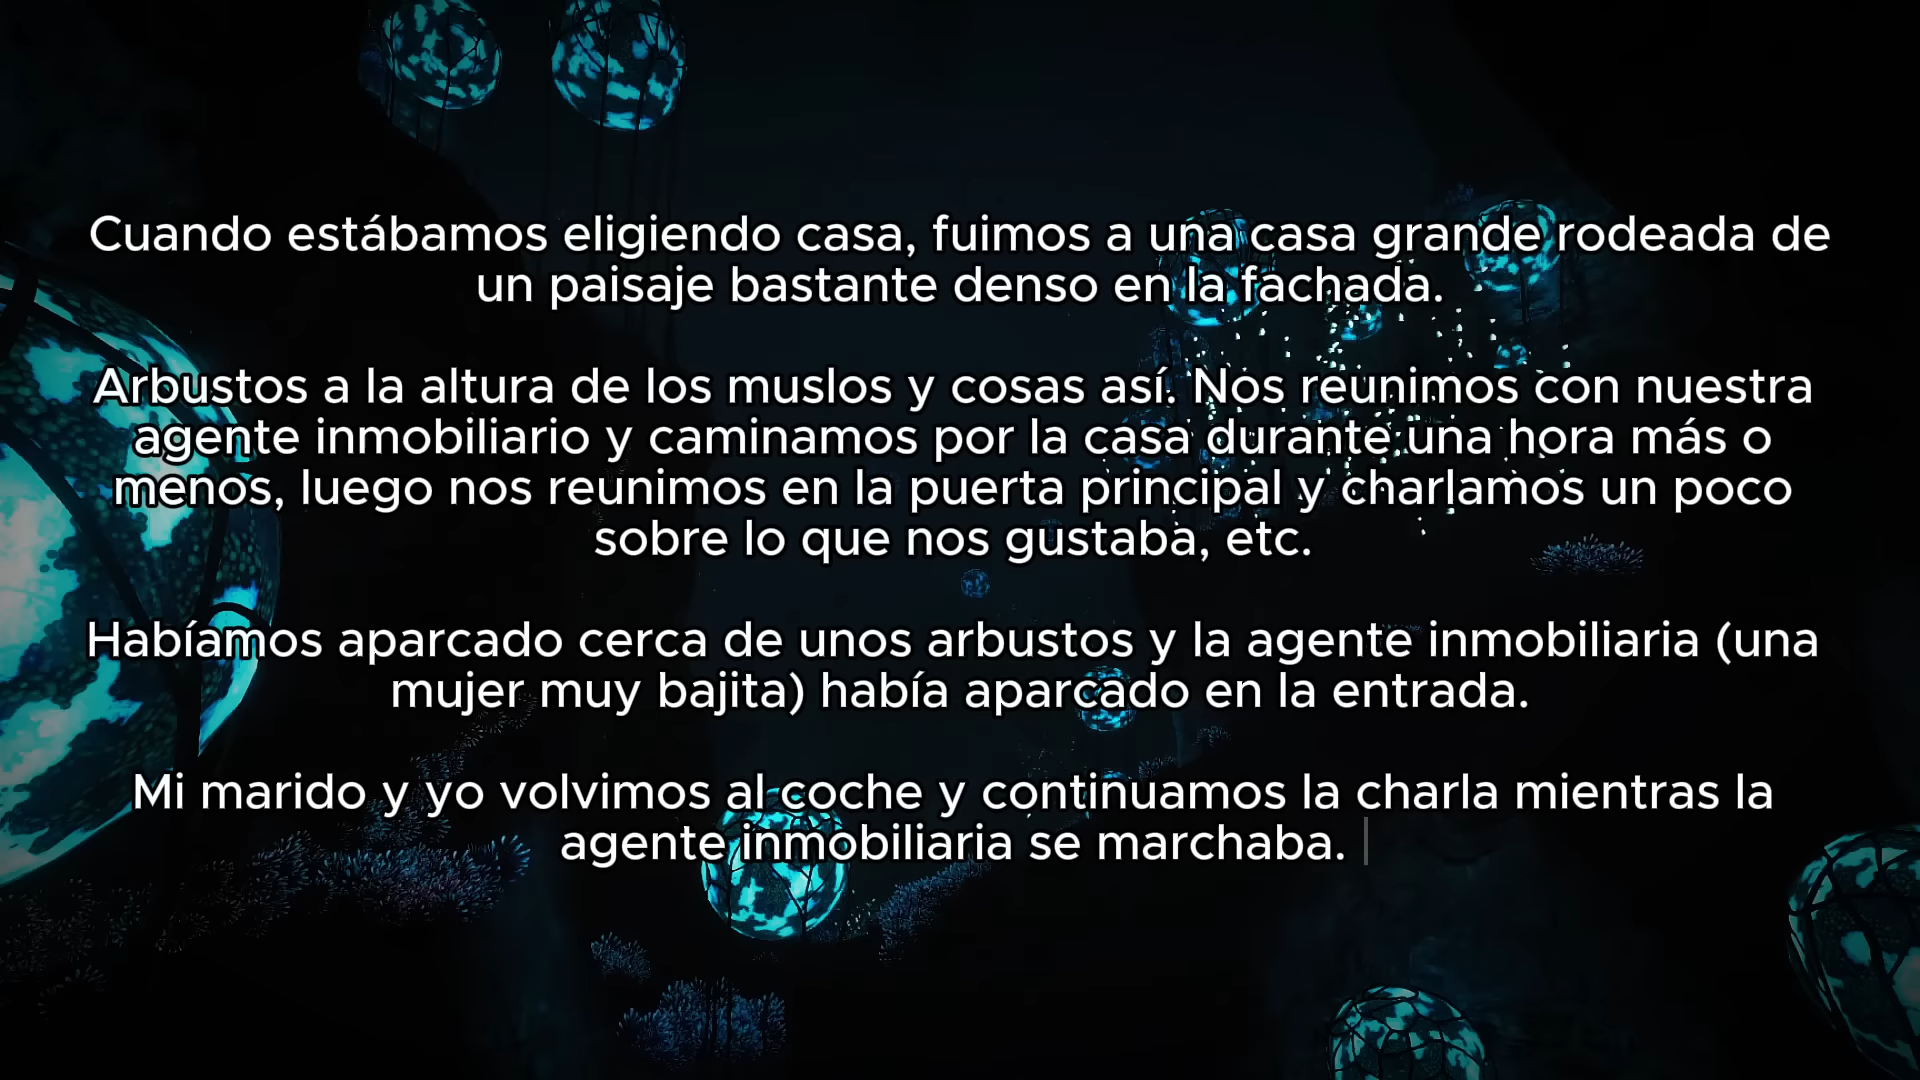 Cuando estábamos eligiendo casa, fuimos a una casa grande rodeada de
un paisaje bastante denso en la fachada.
Arbustos a la altura de los muslos y cosas así. Nos reunimos con nuestra
agente inmobiliario y caminamos por la casa durante una hora más o
menos, luego nos reunimos en la puerta principal y charlamos un poco
sobre lo que nos gustaba, etc.
Habíamos aparcado cerca de unos arbustos y la agente inmobiliaria (una
mujer muy bajita) había aparcado en la entrada.
Mi marido y yo volvimos al coche y continuamos la charla mientras la
agente inmobiliaria se marchaba.